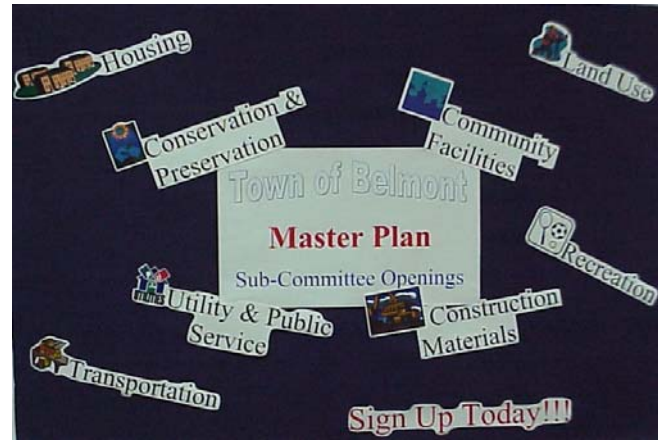 Housing
Land Use
Conservation &
Preservation
Community
Facilities
Town of Belmont
Master Plan
Sub-Committee Openings
Recreation
UTILITIES
Utility & Public
Service
Construction
Materials
Transportation
Sign Up Today!!!